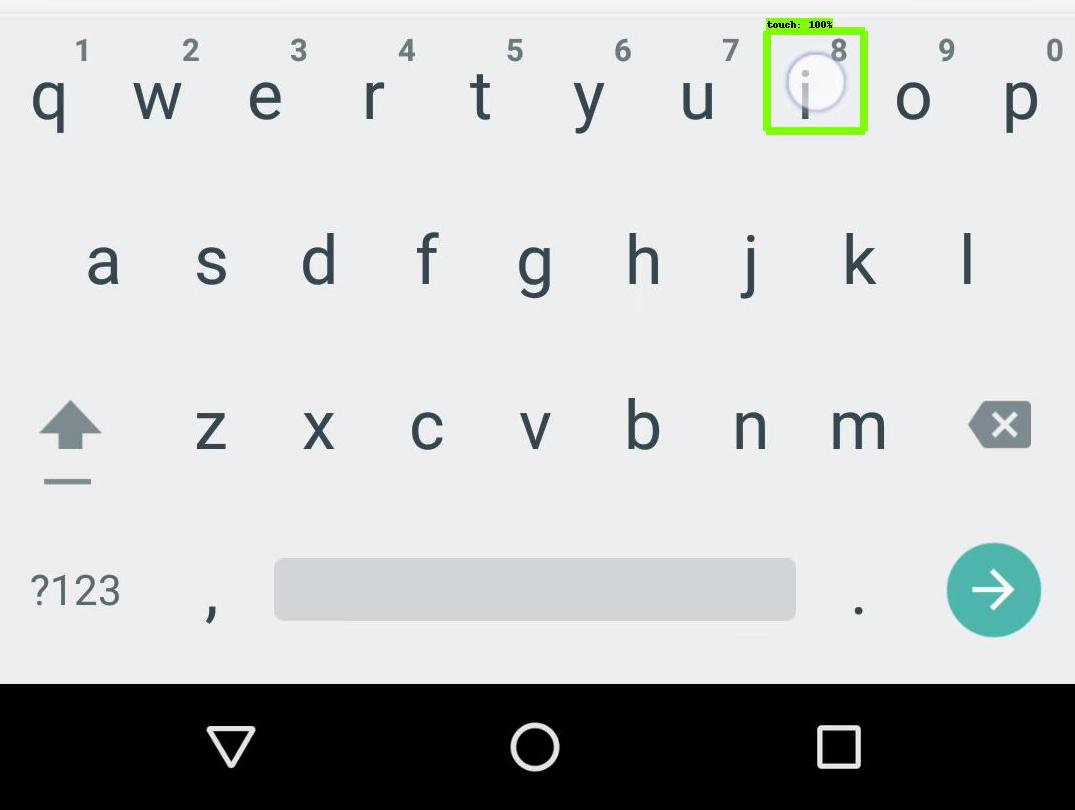 touch: 100%
1 2 3 4 5 6 7 8 9 0
q w e r t y u i o p
a s d f g h j k l
z x c v b n m
?123 , .